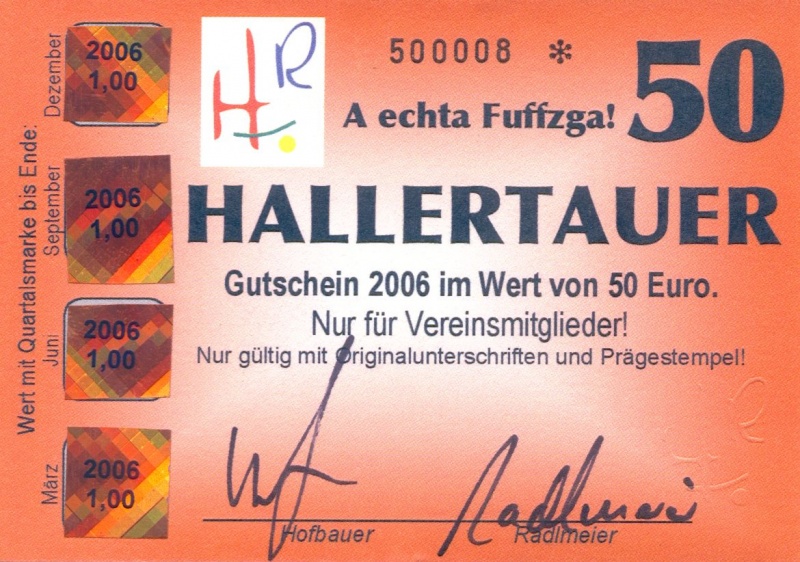 Wert mit Quartalsmarke bis Ende:
Dezember
2006
1,00
September
2006
1,00
Juni
2006
1,00
März
2006
1,00
HR
500008 *
50
A echta Fuffzga!
HALLERTAUER
Gutschein 2006 im Wert von 50 Euro.
Nur für Vereinsmitglieder!
Nur gültig mit Originalunterschriften und Prägestempel!
Radlmeier
Hofbauer Radlmeier